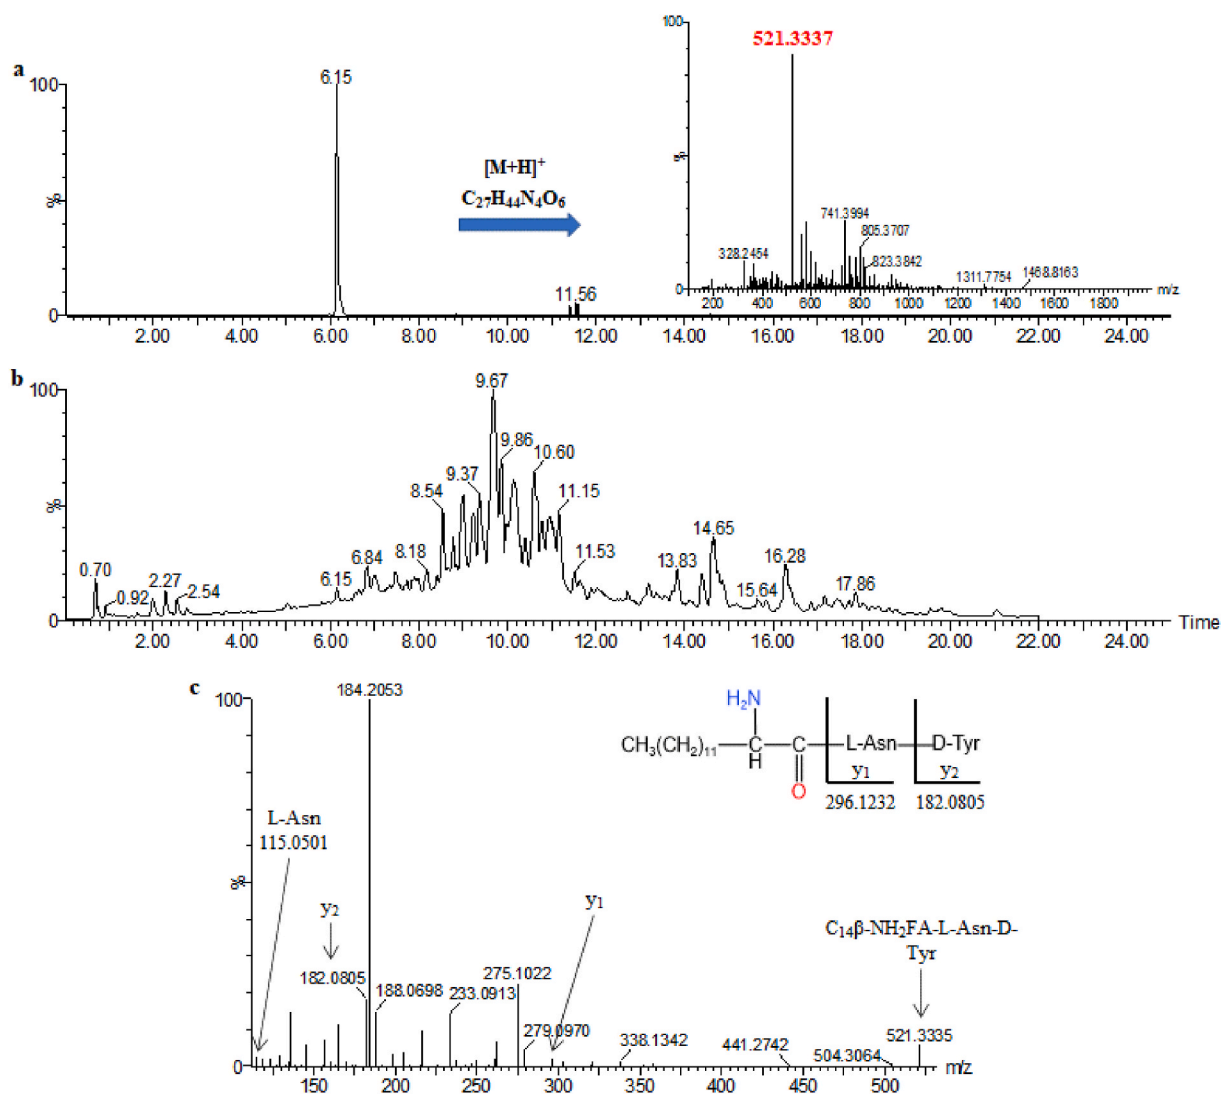 a
100
%
0
6.15
11.56
[M+H]+
C27H44N4O6
2.00 4.00 6.00 8.00 10.00 12.00 14.00 16.00 18.00 20.00 22.00 24.00
100
%
0
521.3337
328.2454
741.3994
805.3707
823.3842
1311.7754
1468.8163
200 400 600 800 1000 1200 1400 1600 1800
m/z
b
100
%
0
0.70
0.92
2.27
2.54
6.15
6.84
8.18
8.54
9.37
9.67
9.86
10.60
11.15
11.53
13.83
14.65
15.64
16.28
17.86
2.00 4.00 6.00 8.00 10.00 12.00 14.00 16.00 18.00 20.00 22.00 24.00
Time
c
100
%
0
184.2053
L-Asn
115.0501
y2
182.0805
188.0698
233.0913
275.1022
279.0970
y1
338.1342
441.2742
504.3064
521.3335
C14β-NH2FA-L-Asn-D-
Tyr
H2N
CH3(CH2)11 C C L-Asn D-Tyr
H
O
y1 y2
296.1232 182.0805
150 200 250 300 350 400 450 500
m/z